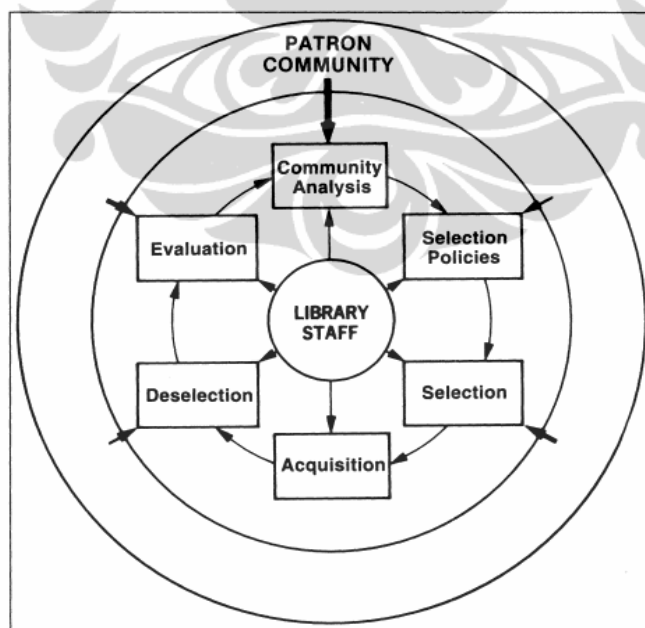 PATRON
COMMUNITY
Community
Analysis
Evaluation
Selection
Policies
LIBRARY
STAFF
Deselection
Selection
Acquisition